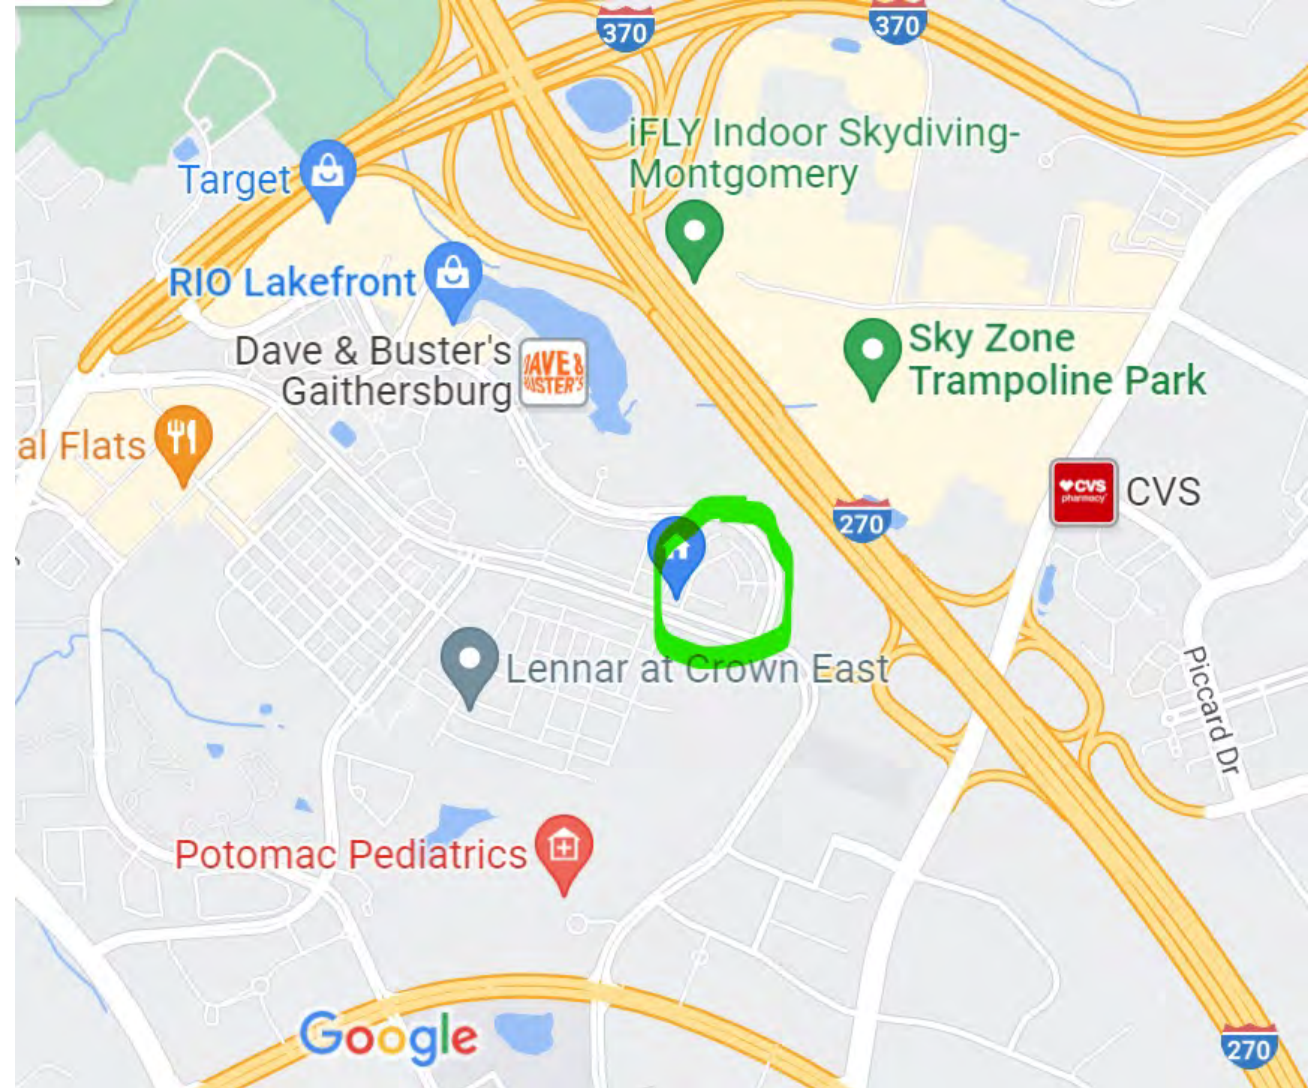 370
370
iFLY Indoor Skydiving-
Montgomery
Target
RIO Lakefront
Dave & Buster's
Gaithersburg
DAVE &
BUSTER'S
Sky Zone
Trampoline Park
al Flats
CVS
pharmacy
CVS
270
Lennar at Crown East
Piccard Dr
Potomac Pediatrics
Google
270